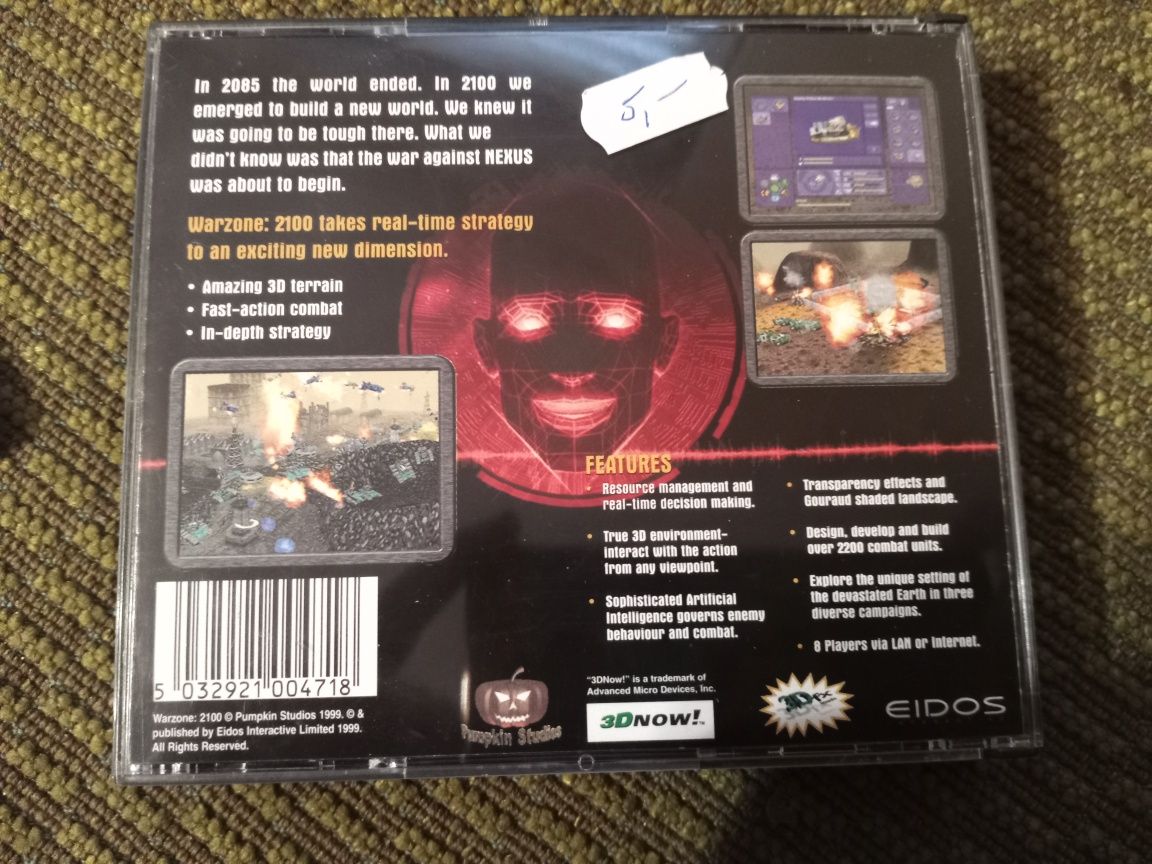 In 2085 the world ended. In 2100 we
emerged to build a new world. We knew it
was going to be tough there. What we
didn't know was that the war against NEXUS
was about to begin.
Warzone: 2100 takes real-time strategy
to an exciting new dimension.
• Amazing 3D terrain
• Fast-action combat
• In-depth strategy
5,-
FEATURES
• Resource management and
real-time decision making.
• True 3D environment-
interact with the action
from any viewpoint.
• Sophisticated Artificial
Intelligence governs enemy
behaviour and combat.
• Transparency effects and
Gouraud shaded landscape.
• Design, develop and build
over 2200 combat units.
• Explore the unique setting of
the devastated Earth in three
diverse campaigns.
• 8 Players via LAN or Internet.
5 032921 004718
Warzone: 2100 © Pumpkin Studios 1999. © &
published by Eidos Interactive Limited 1999.
All Rights Reserved.
Pumpkin Studios
"3DNow!" is a trademark of
Advanced Micro Devices, Inc.
3DNOW!™
3Dfx
EIDOS